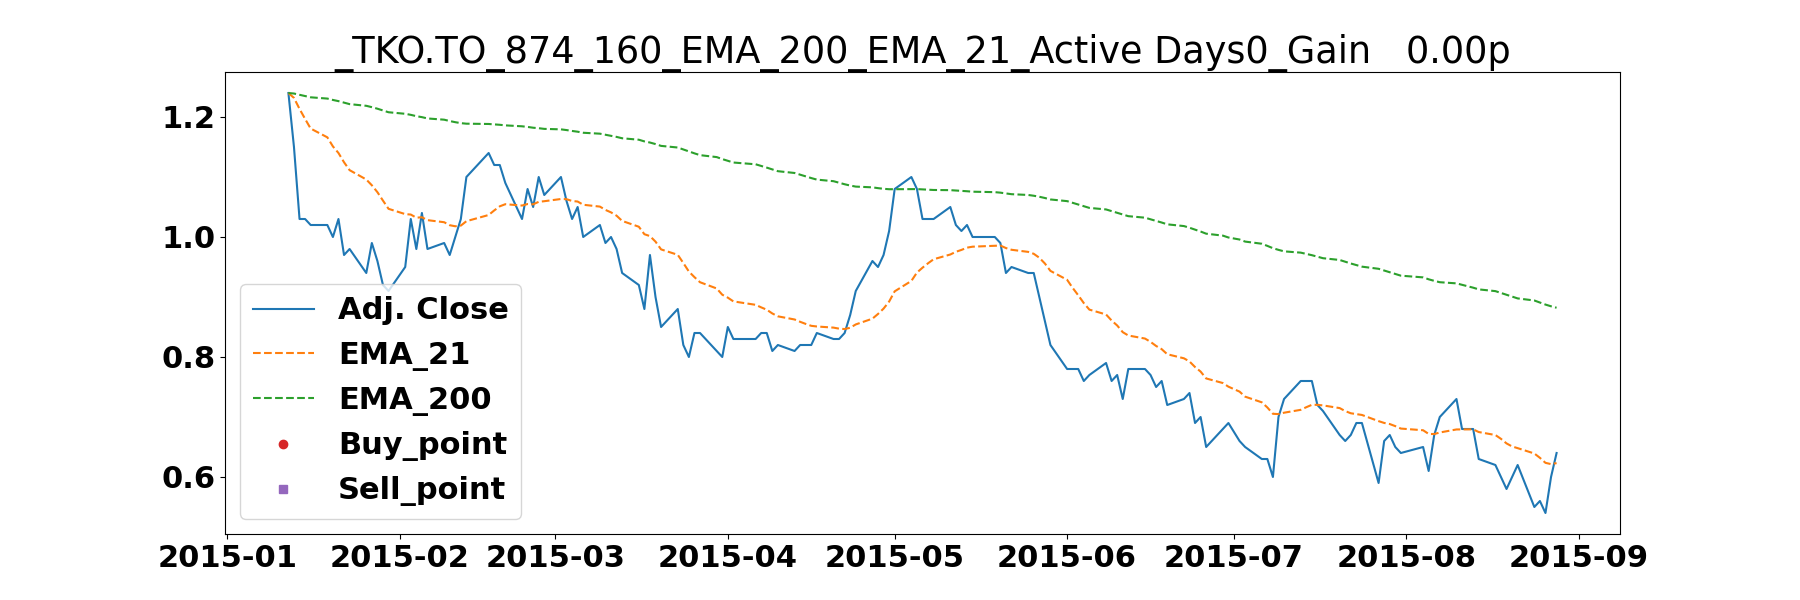 _TKO.TO_874_160_EMA_200_EMA_21_Active Days0_Gain   0.00p
1.2
1.0
0.8
0.6
Adj. Close
EMA_21
EMA_200
Buy_point
Sell_point
2015-01 2015-02 2015-03 2015-04 2015-05 2015-06 2015-07 2015-08 2015-09